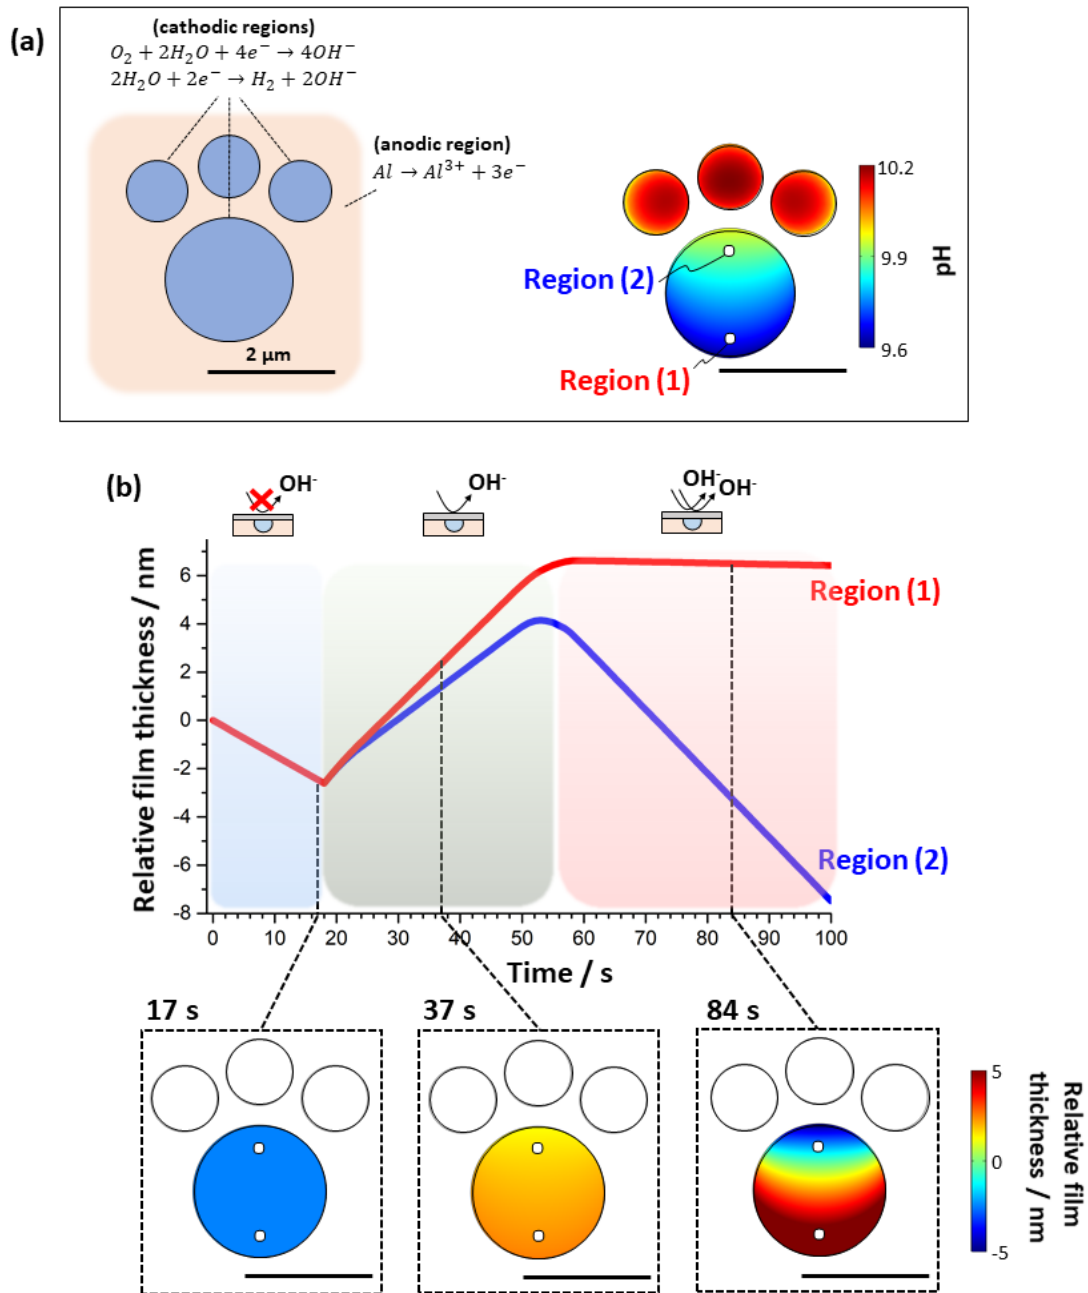 (a)
(cathodic regions)
O₂ + 2H₂O + 4e⁻ → 4OH⁻
2H₂O + 2e⁻ → H₂ + 2OH⁻
(anodic region)
Al → Al³⁺ + 3e⁻
2 µm
Region (2)
Region (1)
10.2
9.9
9.6
pH
(b)
OH⁻
OH⁻
OH⁻
OH⁻
Relative film thickness / nm
6
4
2
0
-2
-4
-6
-8
Region (1)
Region (2)
0 10 20 30 40 50 60 70 80 90 100
Time / s
17 s
37 s
84 s
5
0
-5
Relative film
thickness / nm